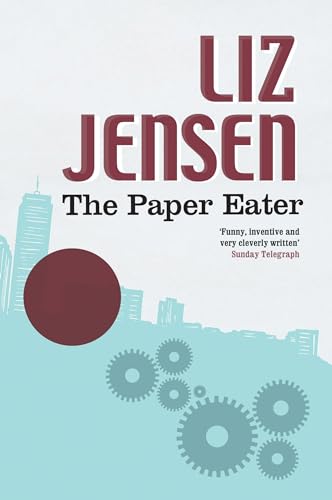 LIZ
JENSEN
The Paper Eater
‘Funny, inventive and
very cleverly written’
Sunday Telegraph